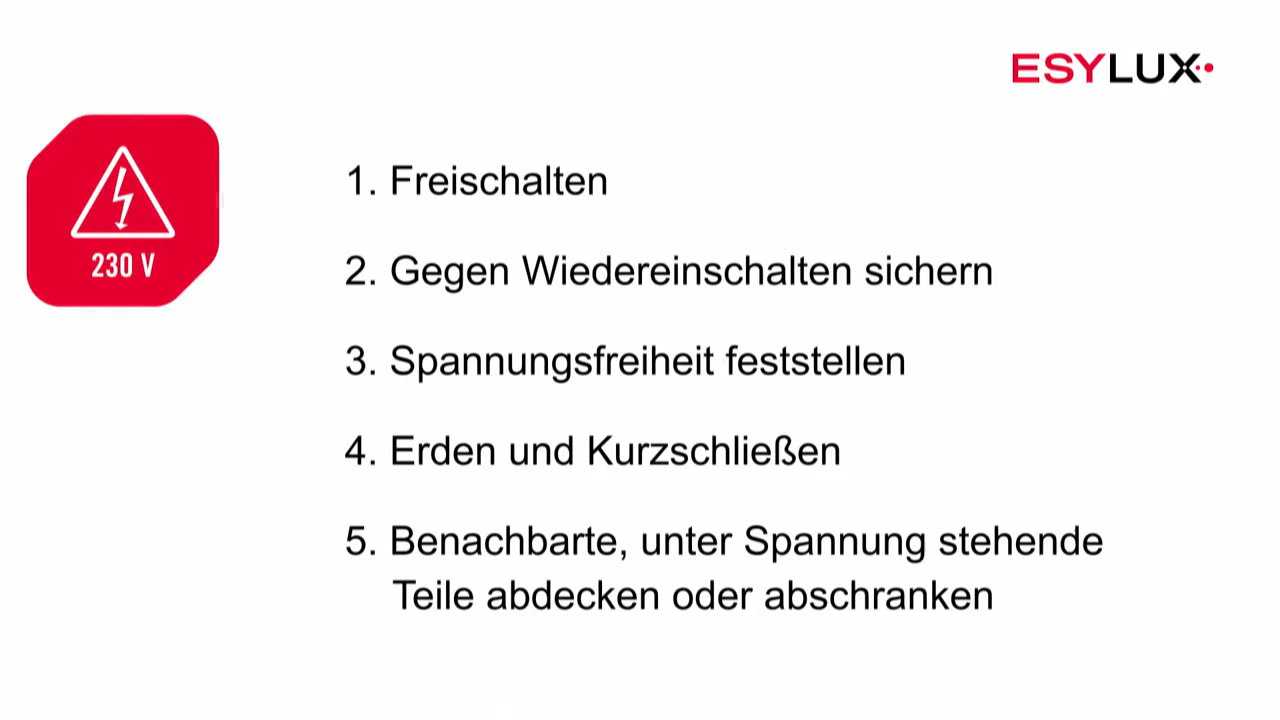 ESYLUX
230 V
1. Freischalten
2. Gegen Wiedereinschalten sichern
3. Spannungsfreiheit feststellen
4. Erden und Kurzschließen
5. Benachbarte, unter Spannung stehende
Teile abdecken oder abschranken